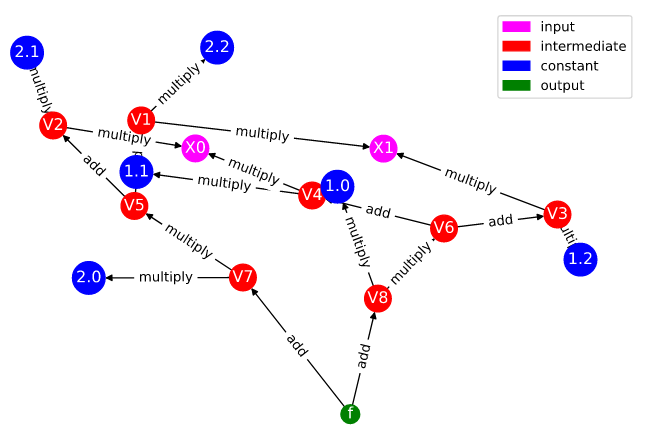 input
intermediate
constant
output
2.1
2.2
multiply
multiply
V1
V2
multiply
multiply
X0
X1
add
1.1
multiply
multiply
V4
1.0
multiply
V5
add
V6
add
V3
multiply
multiply
multiply
1.2
2.0
multiply
V7
V8
add
add
f